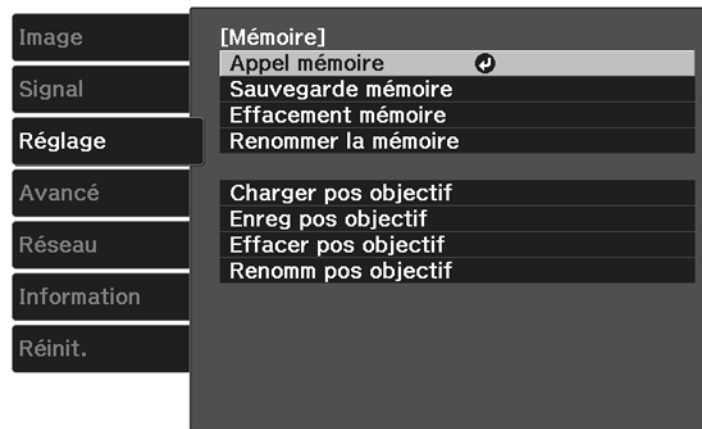 Image
Signal
Réglage
Avancé
Réseau
Information
Réinit.
[Mémoire]
Appel mémoire
Sauvegarde mémoire
Effacement mémoire
Renommer la mémoire
Charger pos objectif
Enreg pos objectif
Effacer pos objectif
Renomm pos objectif